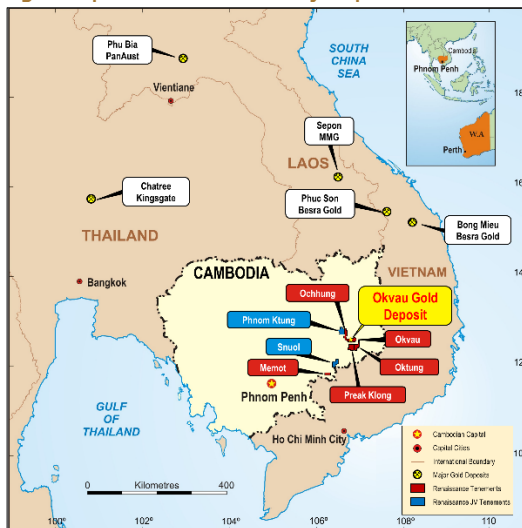 Phu Bia
PanAust
Vientiane
SOUTH
CHINA
SEA
Cambodia
Phnom Penh
W.A
Perth
18
Sepon
MMG
LAOS
Chatree
Kingsgate
Phuc Son
Besra Gold
16
Bong Mieu
Besra Gold
THAILAND
VIETNAM
Bangkok
CAMBODIA
14
Ochhung
Okvau Gold
Deposit
Phnom Ktung
Okvau
Snuol
Oktung
12
Memot
Preak Klong
Phnom Penh
GULF
OF
THAILAND
Ho Chi Minh City
10
Kilometres
0
400
Cambodian Capital
Capital Cities
International Boundary
Major Gold Deposits
Renaissance Tenements
Renaissance JV Tenements
100°
102°
104°
106°
108°
110